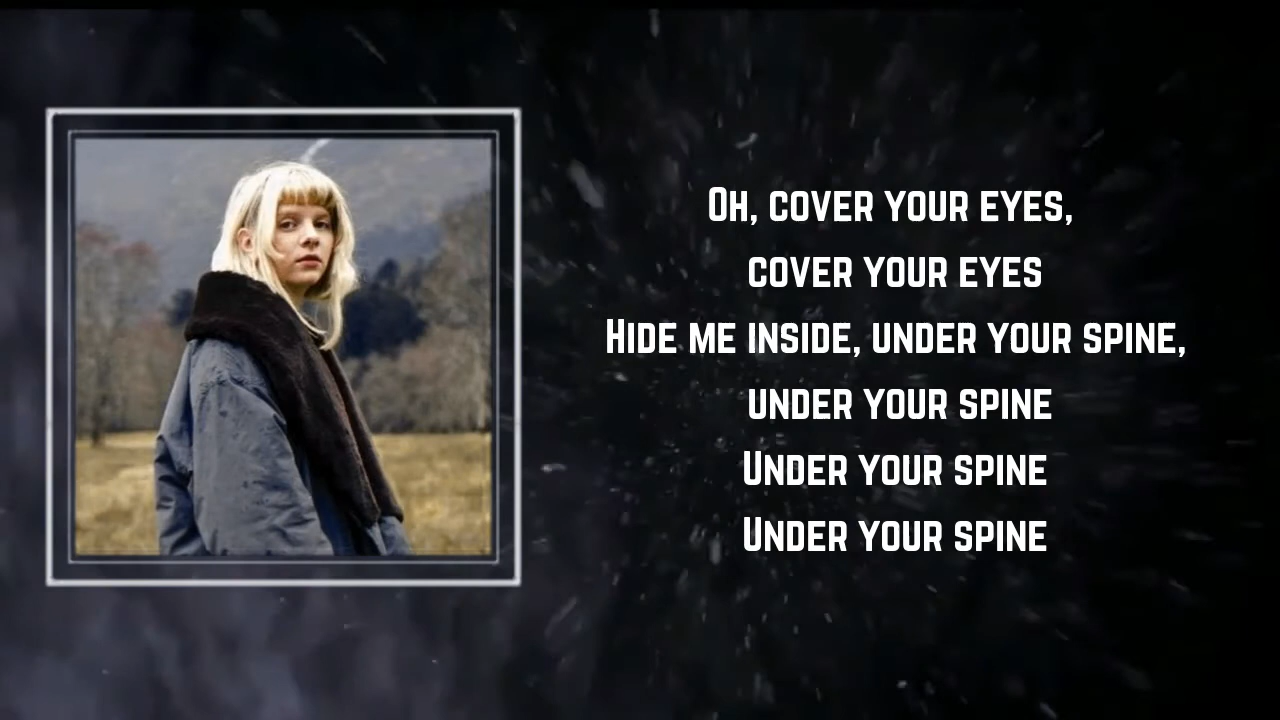 Oh, cover your eyes,
cover your eyes
Hide me inside, under your spine,
under your spine
Under your spine
Under your spine